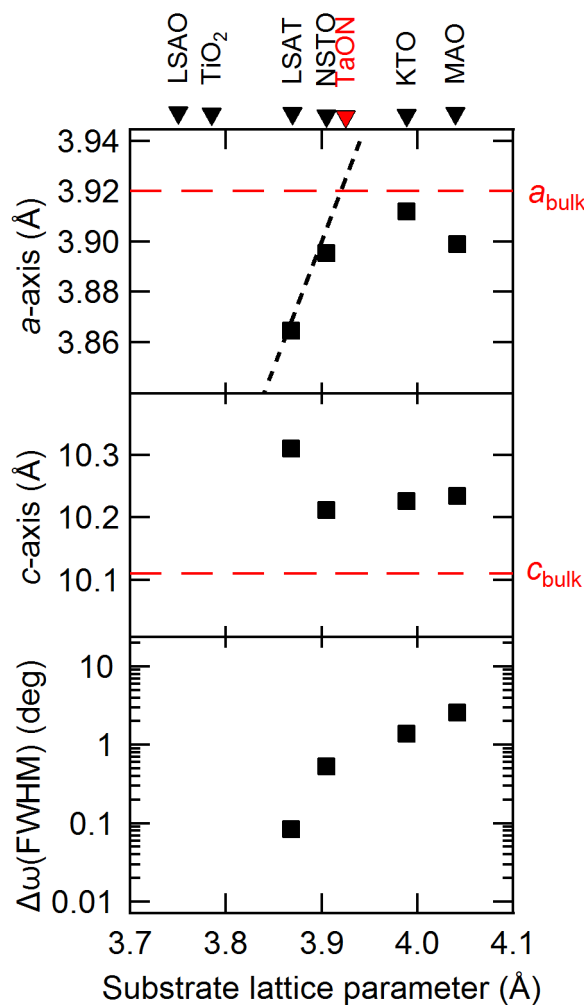 LSAO
TiO₂
LSAT
NSTO
TaON
KTO
MAO
3.94
3.92
3.90
3.88
3.86
a-axis (Å)
a_bulk
10.3
10.2
10.1
c-axis (Å)
c_bulk
10
1
0.1
0.01
Δω(FWHM) (deg)
3.7 3.8 3.9 4.0 4.1
Substrate lattice parameter (Å)